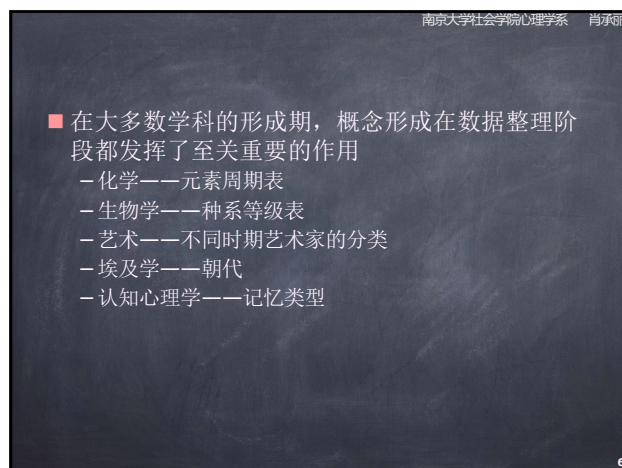 南京大学社会学院心理学系 肖承丽
■ 在大多数学科的形成期，概念形成在数据整理阶
段都发挥了至关重要的作用
–化学——元素周期表
–生物学——种系等级表
–艺术——不同时期艺术家的分类
–埃及学——朝代
–认知心理学——记忆类型
6